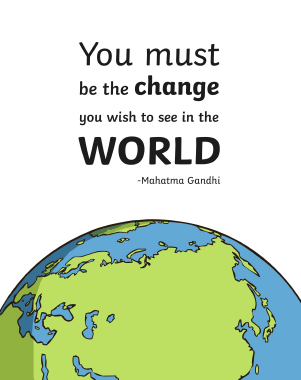 You must
be the change
you wish to see in the
WORLD
-Mahatma Gandhi